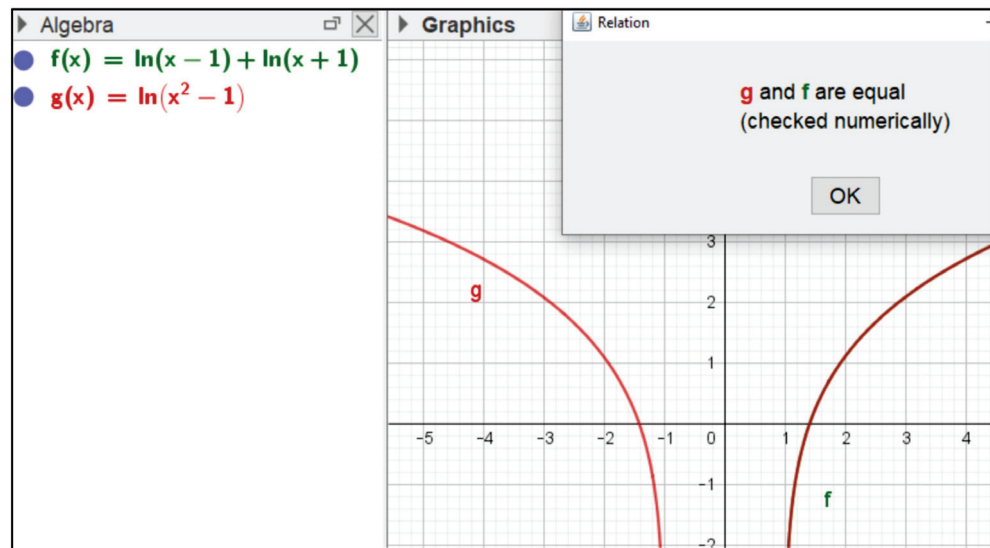 Algebra
f(x) = ln(x − 1) + ln(x + 1)
g(x) = ln(x² − 1)
Graphics
Relation
g and f are equal
(checked numerically)
OK
g
f
3
2
1
−1
−2
−5 −4 −3 −2 −1 0 1 2 3 4